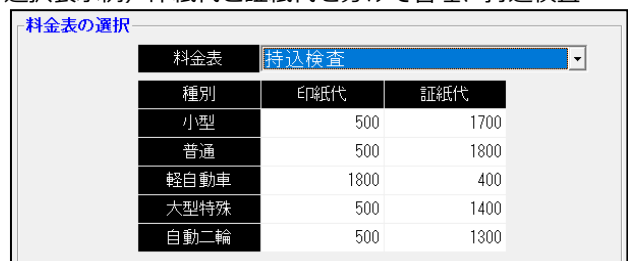 料金表の選択
料金表 持込検査
種別 印紙代 証紙代
小型 500 1700
普通 500 1800
軽自動車 1800 400
大型特殊 500 1400
自動二輪 500 1300